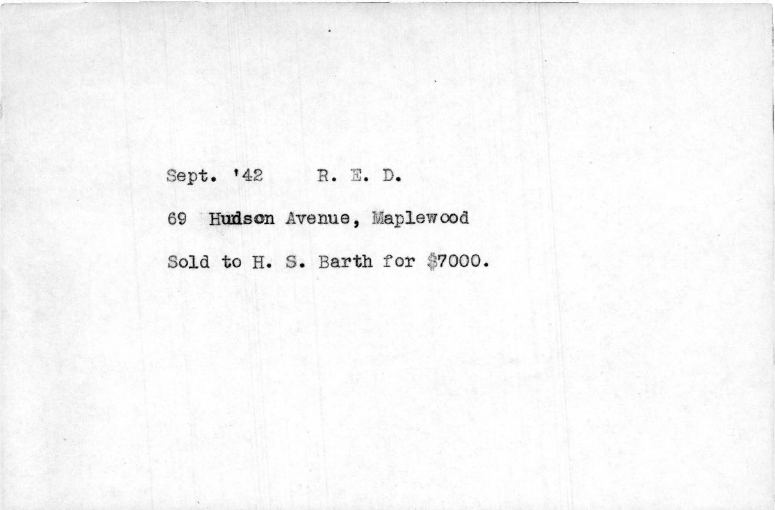 Sept. '42 R. E. D.
69 Hudson Avenue, Maplewood
Sold to H. S. Barth for $7000.